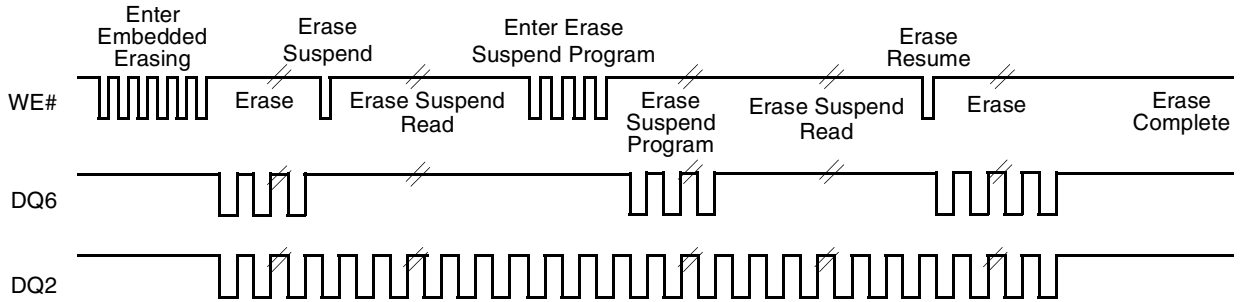 Enter
Embedded
Erasing
Erase
Suspend
Enter Erase
Suspend Program
Erase
Resume
WE#
Erase
Erase Suspend
Read
Erase
Suspend
Program
Erase Suspend
Read
Erase
Erase
Complete
DQ6
DQ2